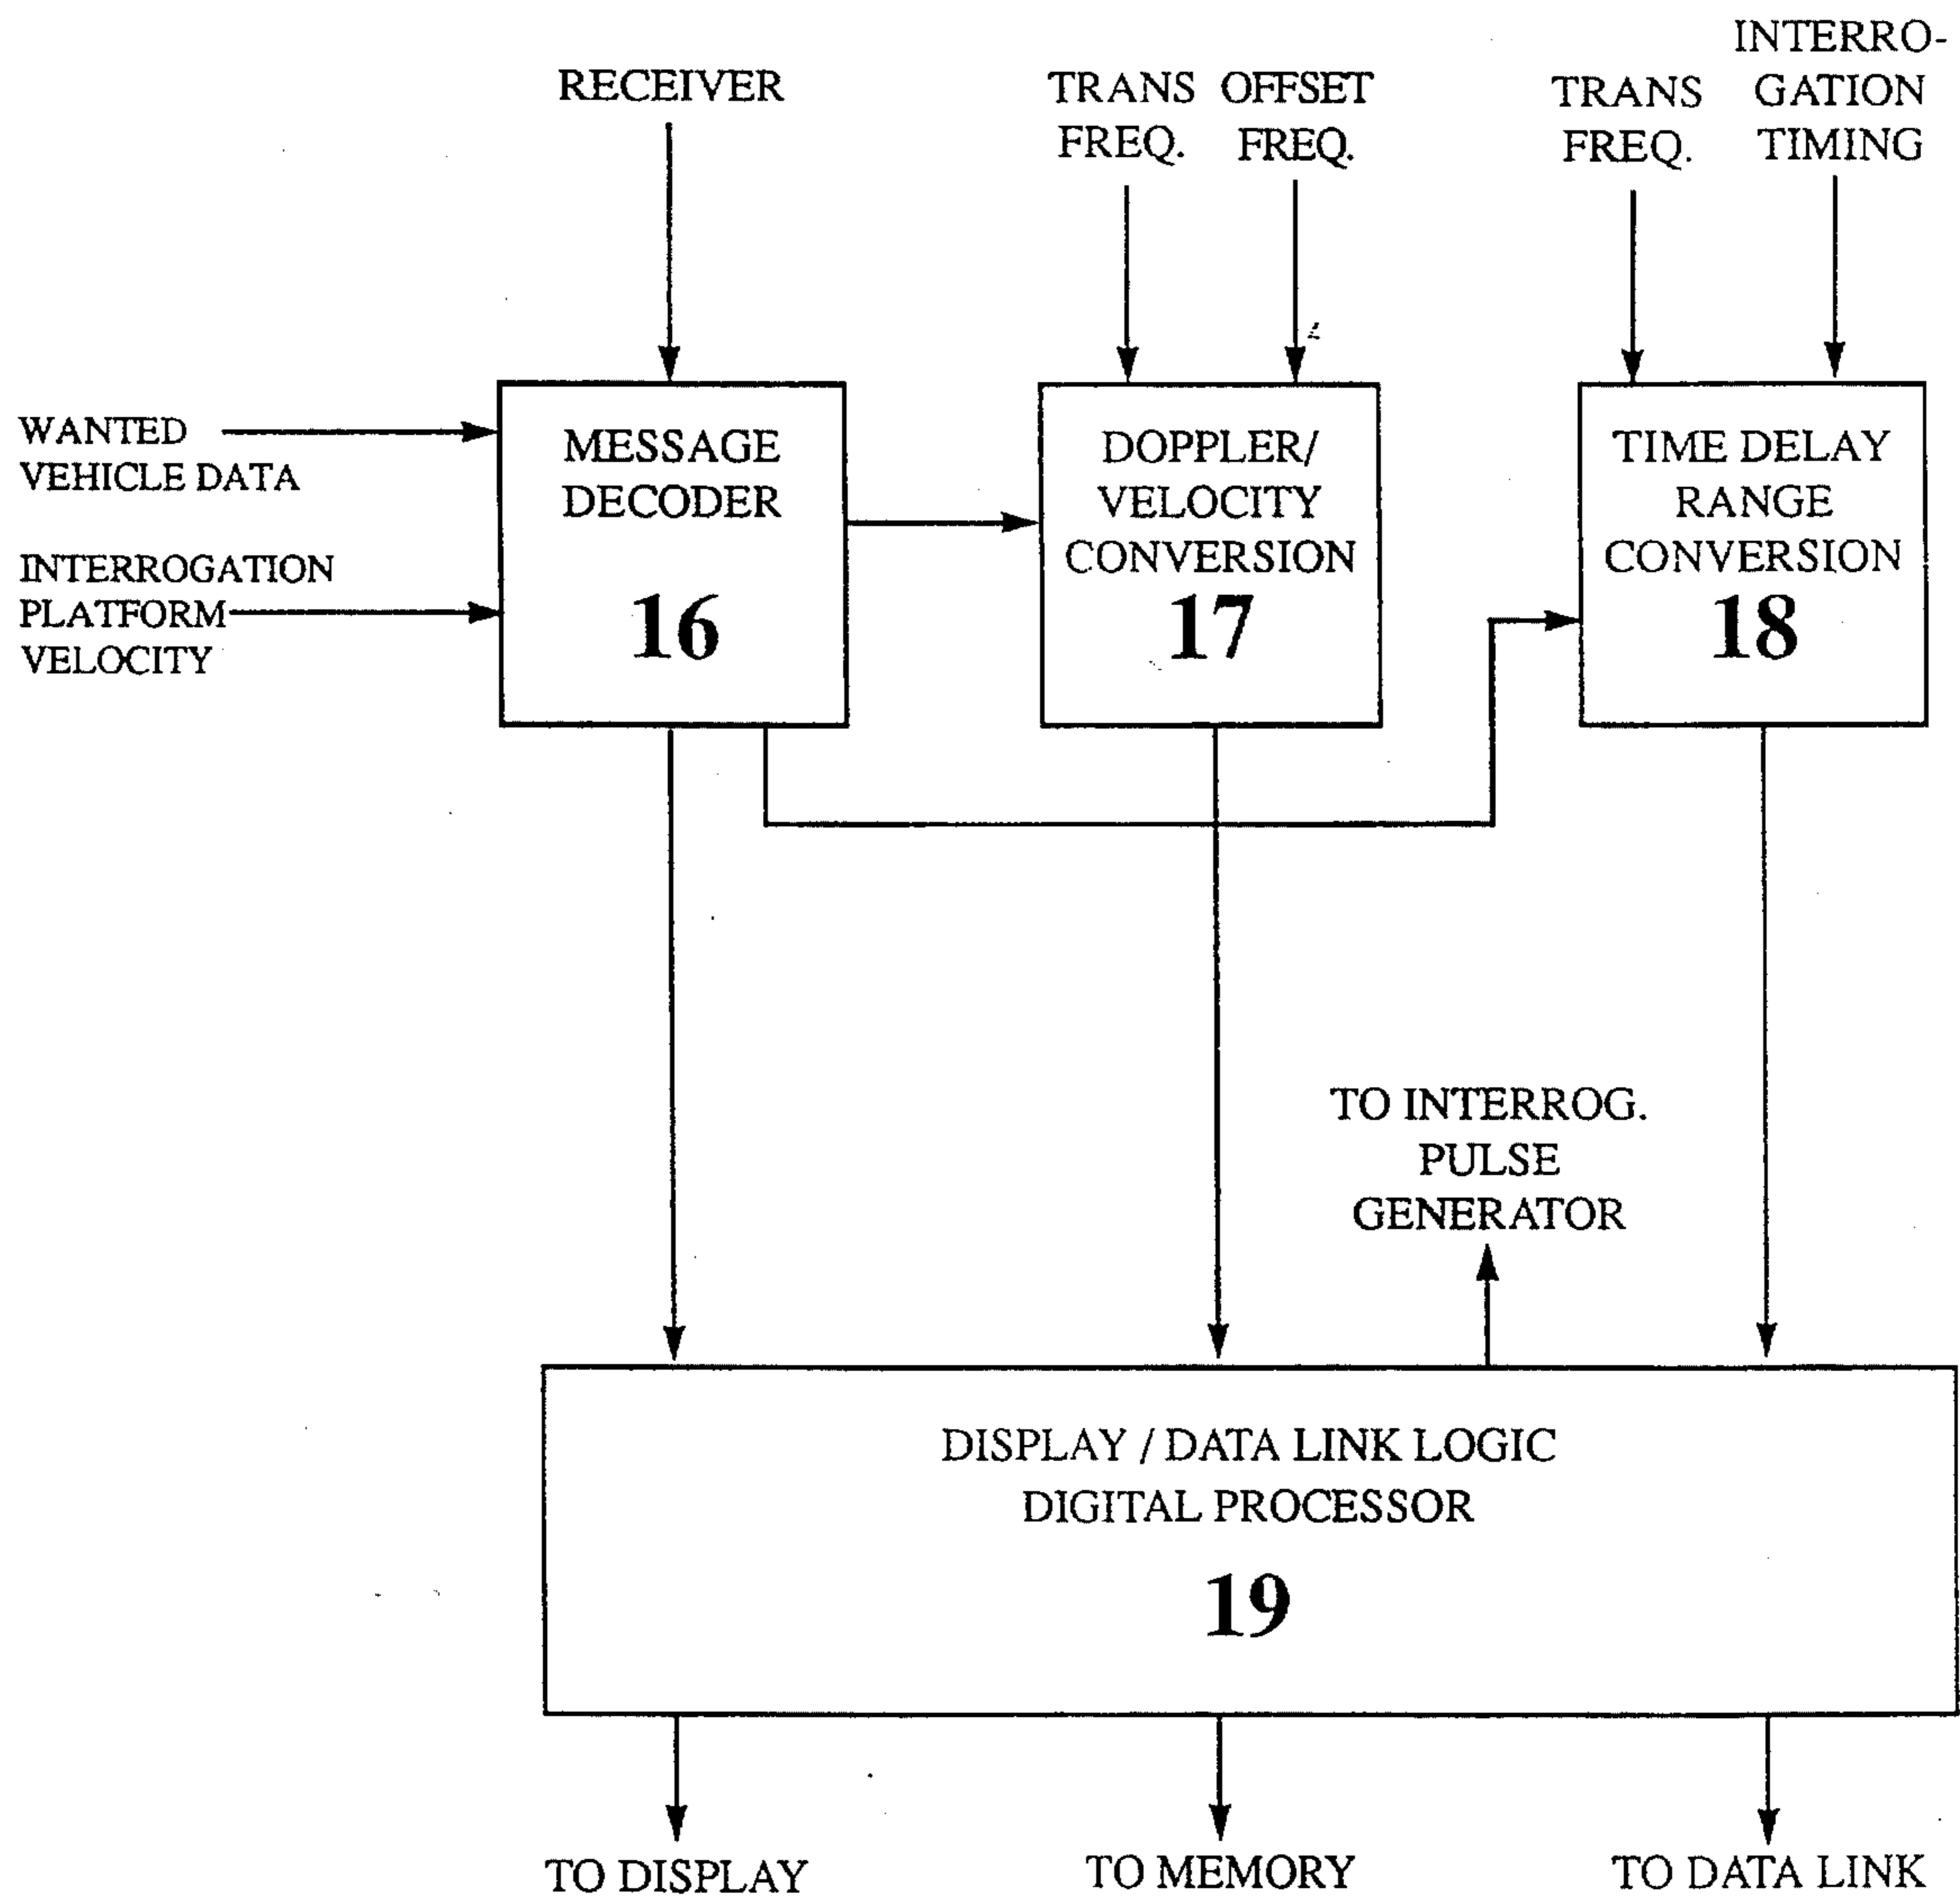 RECEIVER
TRANS
FREQ.
OFFSET
FREQ.
TRANS
FREQ.
INTERRO-
GATION
TIMING
WANTED
VEHICLE DATA
INTERROGATION
PLATFORM
VELOCITY
MESSAGE
DECODER
16
DOPPLER/
VELOCITY
CONVERSION
17
TIME DELAY
RANGE
CONVERSION
18
TO INTERROG.
PULSE
GENERATOR
DISPLAY / DATA LINK LOGIC
DIGITAL PROCESSOR
19
TO DISPLAY
TO MEMORY
TO DATA LINK